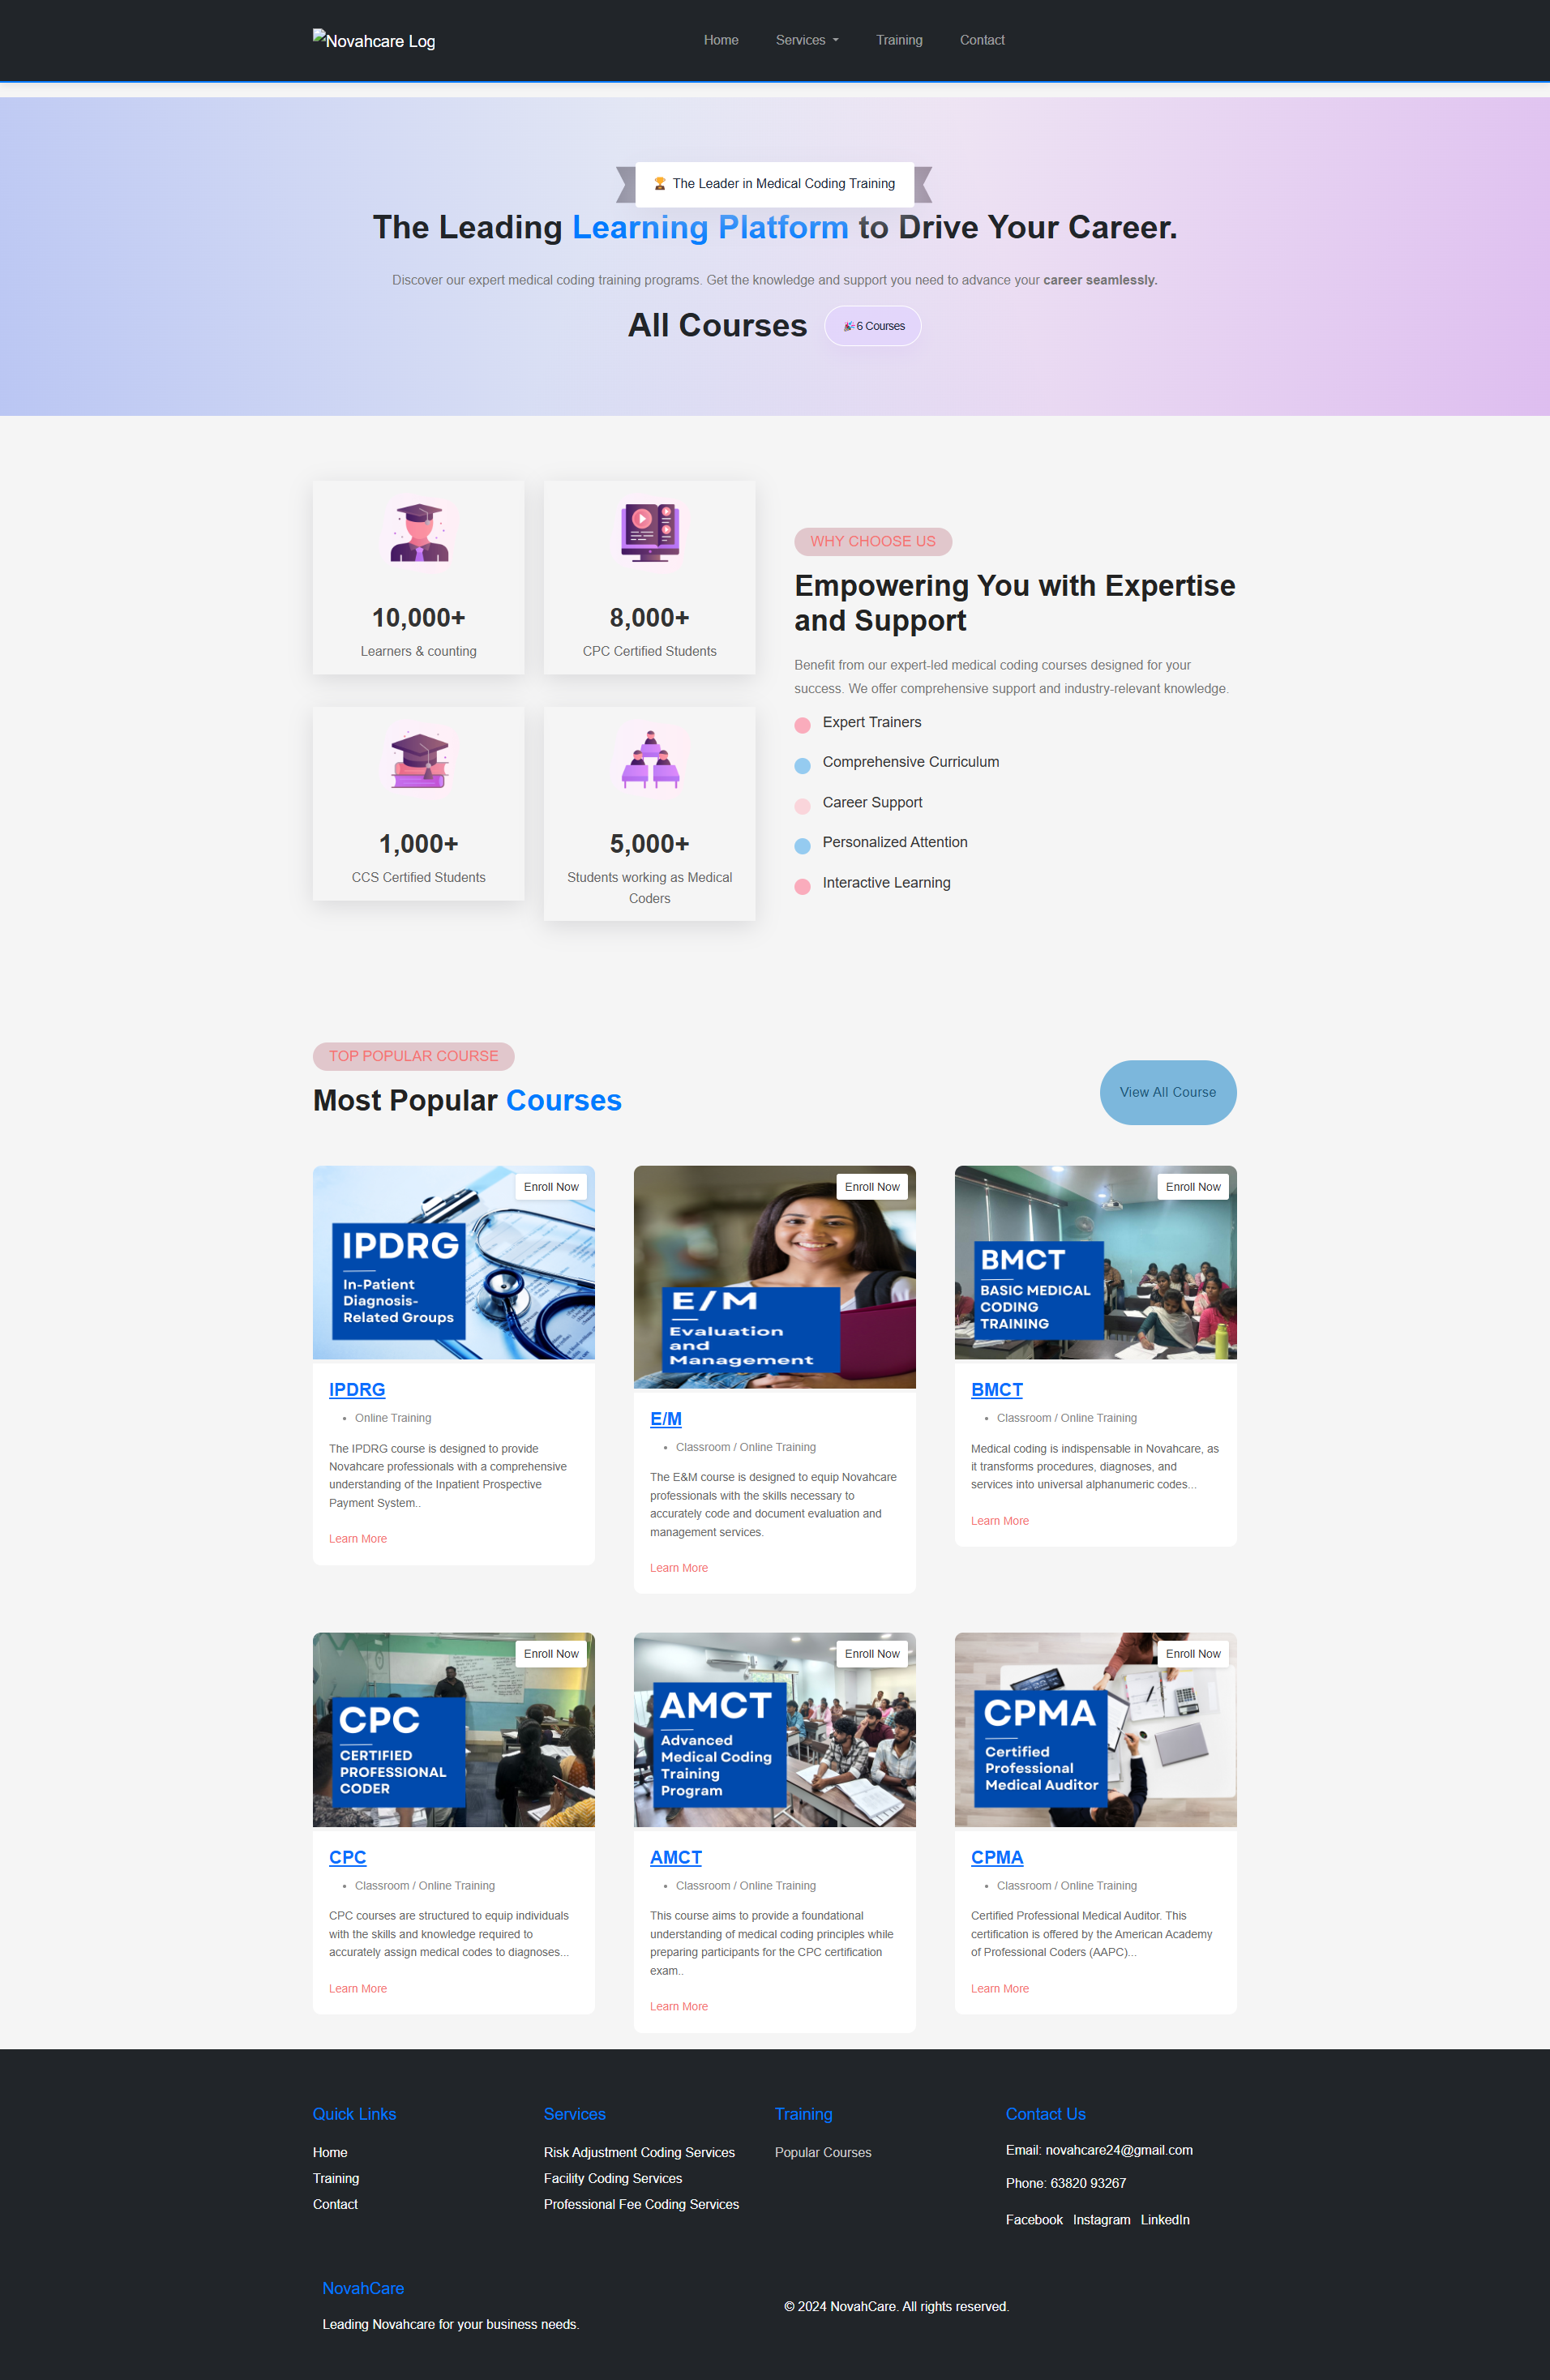 Novahcare Log
Home
Services
Training
Contact
🏆 The Leader in Medical Coding Training
The Leading Learning Platform to Drive Your Career.
Discover our expert medical coding training programs. Get the knowledge and support you need to advance your career seamlessly.
All Courses
🎉 6 Courses
10,000+
Learners & counting
8,000+
CPC Certified Students
1,000+
CCS Certified Students
5,000+
Students working as Medical
Coders
WHY CHOOSE US
Empowering You with Expertise
and Support
Benefit from our expert-led medical coding courses designed for your
success. We offer comprehensive support and industry-relevant knowledge.
Expert Trainers
Comprehensive Curriculum
Career Support
Personalized Attention
Interactive Learning
TOP POPULAR COURSE
Most Popular Courses
View All Course
Enroll Now
IPDRG
In-Patient
Diagnosis-
Related Groups
IPDRG
• Online Training
The IPDRG course is designed to provide
Novahcare professionals with a comprehensive
understanding of the Inpatient Prospective
Payment System..
Learn More
Enroll Now
E/M
Evaluation
and
Management
E/M
• Classroom / Online Training
The E&M course is designed to equip Novahcare
professionals with the skills necessary to
accurately code and document evaluation and
management services.
Learn More
Enroll Now
BMCT
BASIC MEDICAL
CODING
TRAINING
BMCT
• Classroom / Online Training
Medical coding is indispensable in Novahcare, as
it transforms procedures, diagnoses, and
services into universal alphanumeric codes...
Learn More
Enroll Now
CPC
CERTIFIED
PROFESSIONAL
CODER
CPC
• Classroom / Online Training
CPC courses are structured to equip individuals
with the skills and knowledge required to
accurately assign medical codes to diagnoses...
Learn More
Enroll Now
AMCT
Advanced
Medical Coding
Training
Program
AMCT
• Classroom / Online Training
This course aims to provide a foundational
understanding of medical coding principles while
preparing participants for the CPC certification
exam..
Learn More
Enroll Now
CPMA
Certified
Professional
Medical Auditor
CPMA
• Classroom / Online Training
Certified Professional Medical Auditor. This
certification is offered by the American Academy
of Professional Coders (AAPC)...
Learn More
Quick Links
Home
Training
Contact
Services
Risk Adjustment Coding Services
Facility Coding Services
Professional Fee Coding Services
Training
Popular Courses
Contact Us
Email: novahcare24@gmail.com
Phone: 63820 93267
Facebook Instagram LinkedIn
NovahCare
Leading Novahcare for your business needs.
© 2024 NovahCare. All rights reserved.